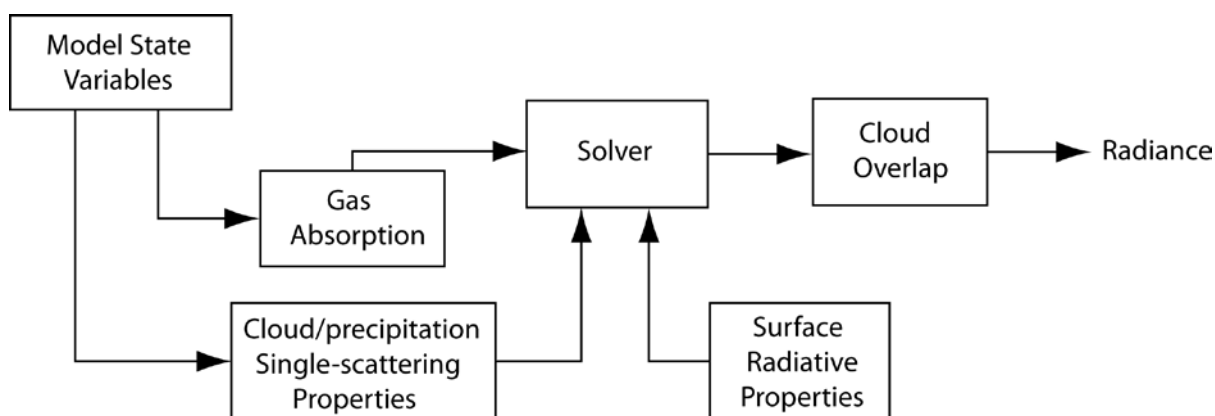 Model State
Variables
Solver
Cloud
Overlap
Radiance
Gas
Absorption
Cloud/precipitation
Single-scattering
Properties
Surface
Radiative
Properties